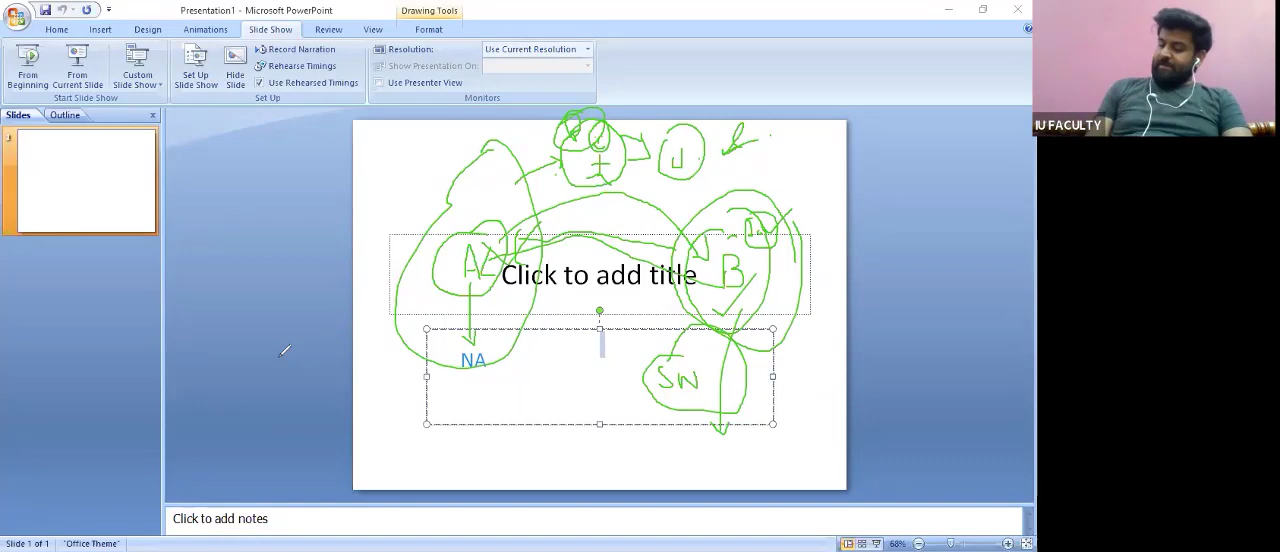 Presentation1 - Microsoft PowerPoint
Drawing Tools
Home Insert Design Animations Slide Show Review View Format
From Beginning
From Current Slide
Custom Slide Show
Start Slide Show
Set Up Slide Show
Hide Slide
Record Narration
Rehearse Timings
Use Rehearsed Timings
Set Up
Resolution: Use Current Resolution
Show Presentation On:
Use Presenter View
Monitors
IU FACULTY
Slides Outline
1
A
B
Click to add title
NA
SW
Click to add notes
Slide 1 of 1 "Office Theme" 68%